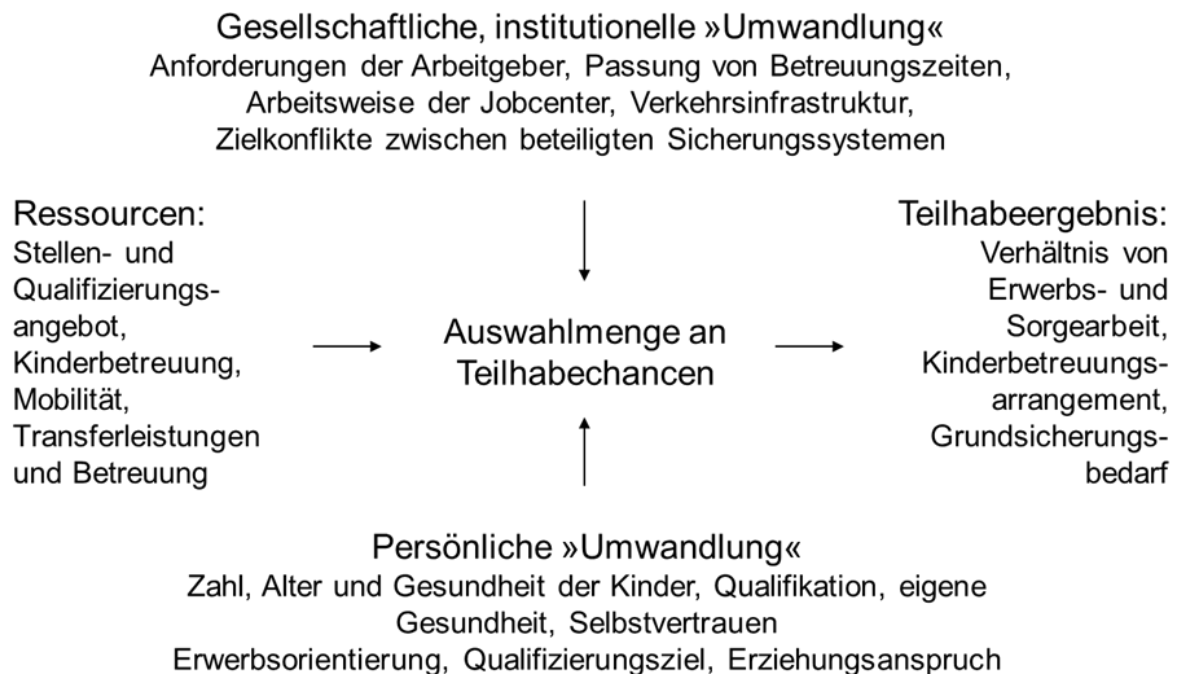 Gesellschaftliche, institutionelle »Umwandlung«
Anforderungen der Arbeitgeber, Passung von Betreuungszeiten,
Arbeitsweise der Jobcenter, Verkehrsinfrastruktur,
Zielkonflikte zwischen beteiligten Sicherungssystemen
Ressourcen:
Stellen- und
Qualifizierungs-
angebot,
Kinderbetreuung,
Mobilität,
Transferleistungen
und Betreuung
Auswahlmenge an
Teilhabechancen
Teilhabeergebnis:
Verhältnis von
Erwerbs- und
Sorgearbeit,
Kinderbetreuungs-
arrangement,
Grundsicherungs-
bedarf
Persönliche »Umwandlung«
Zahl, Alter und Gesundheit der Kinder, Qualifikation, eigene
Gesundheit, Selbstvertrauen
Erwerbsorientierung, Qualifizierungsziel, Erziehungsanspruch